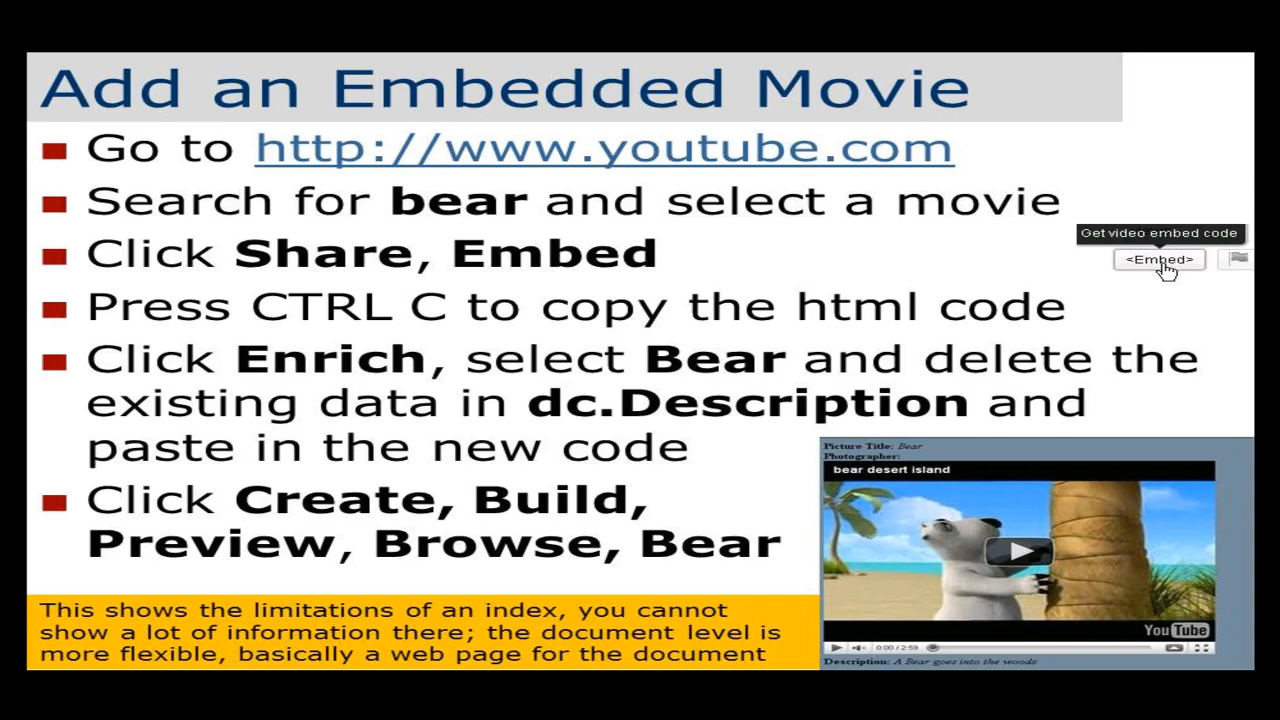 Add an Embedded Movie
Go to http://www.youtube.com
Search for bear and select a movie
Get video embed code
Click Share, Embed
<Embed>
Press CTRL C to copy the html code
Click Enrich, select Bear and delete the
existing data in dc.Description and
paste in the new code
Click Create, Build,
Preview, Browse, Bear
Picture Title: Bear
Photographer:
bear desert island
YouTube
0:00 / 2:59
Description: A Bear goes into the woods
This shows the limitations of an index, you cannot
show a lot of information there; the document level is
more flexible, basically a web page for the document